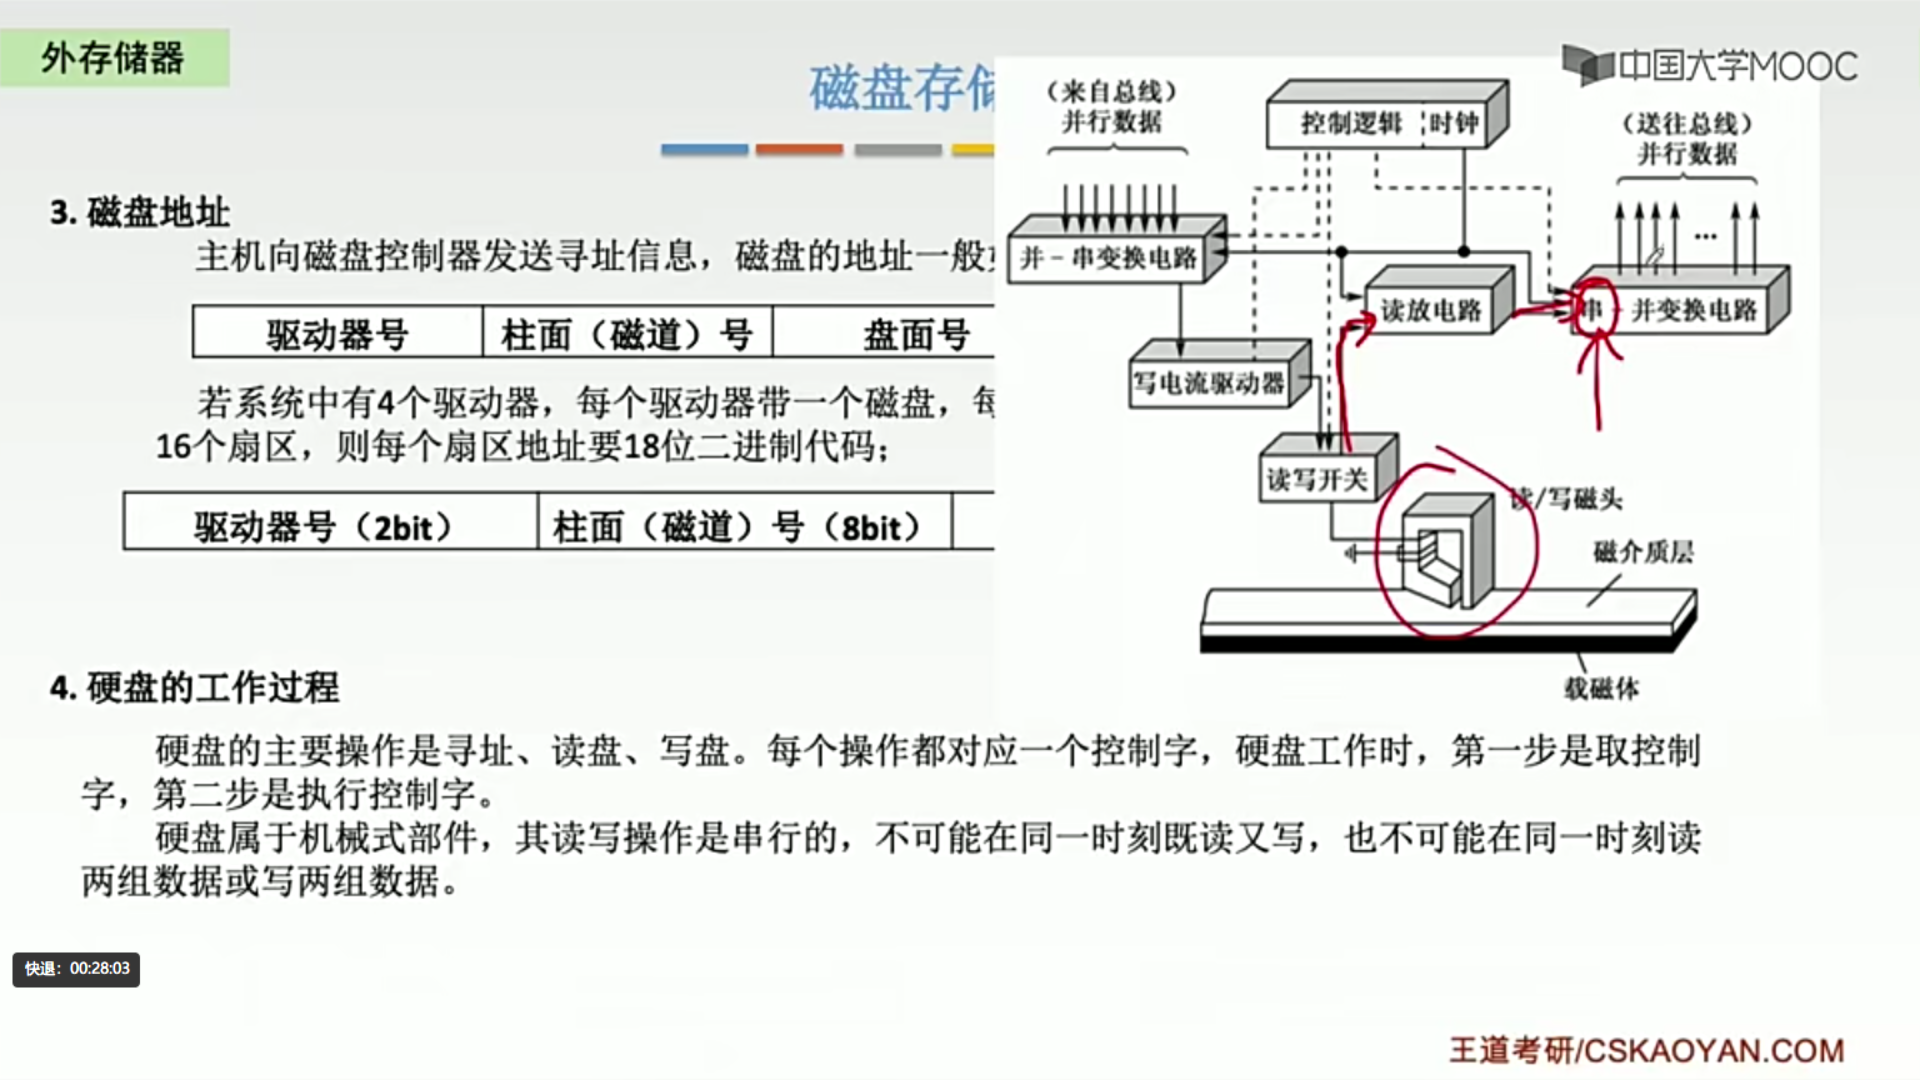 外存储器
磁盘存
中国大学MOOC
3. 磁盘地址
主机向磁盘控制器发送寻址信息，磁盘的地址一般
驱动器号 柱面（磁道）号 盘面号
若系统中有4个驱动器，每个驱动器带一个磁盘，每
16个扇区，则每个扇区地址要18位二进制代码；
驱动器号（2bit） 柱面（磁道）号（8bit）
（来自总线）
并行数据
控制逻辑 时钟
（送往总线）
并行数据
并－串变换电路
读放电路
串－并变换电路
写电流驱动器
读写开关
读/写磁头
磁介质层
载磁体
4. 硬盘的工作过程
硬盘的主要操作是寻址、读盘、写盘。每个操作都对应一个控制字，硬盘工作时，第一步是取控制
字，第二步是执行控制字。
硬盘属于机械式部件，其读写操作是串行的，不可能在同一时刻既读又写，也不可能在同一时刻读
两组数据或写两组数据。
快退：00:28:03
王道考研/CSKAOYAN.COM